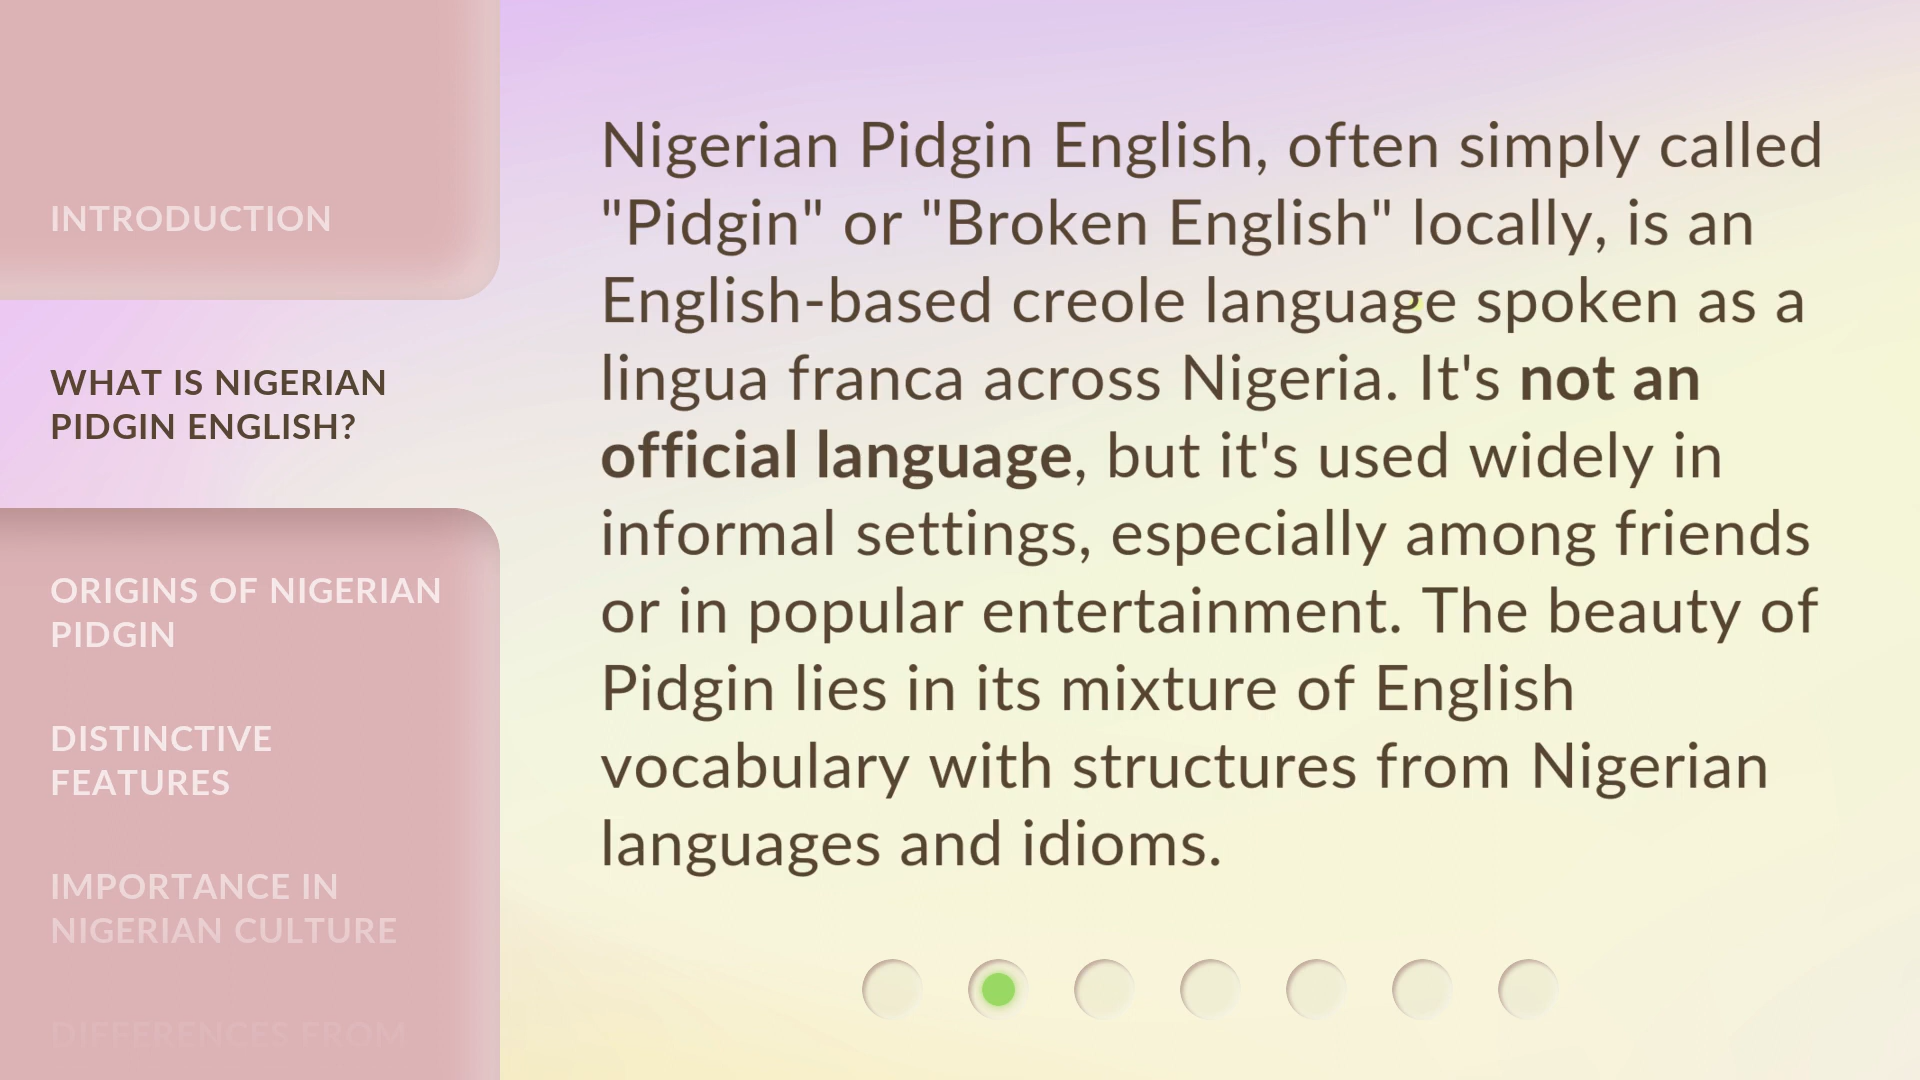 INTRODUCTION
WHAT IS NIGERIAN
PIDGIN ENGLISH?
ORIGINS OF NIGERIAN
PIDGIN
DISTINCTIVE
FEATURES
IMPORTANCE IN
NIGERIAN CULTURE
DIFFERENCES FROM
Nigerian Pidgin English, often simply called
"Pidgin" or "Broken English" locally, is an
English-based creole language spoken as a
lingua franca across Nigeria. It's not an
official language, but it's used widely in
informal settings, especially among friends
or in popular entertainment. The beauty of
Pidgin lies in its mixture of English
vocabulary with structures from Nigerian
languages and idioms.